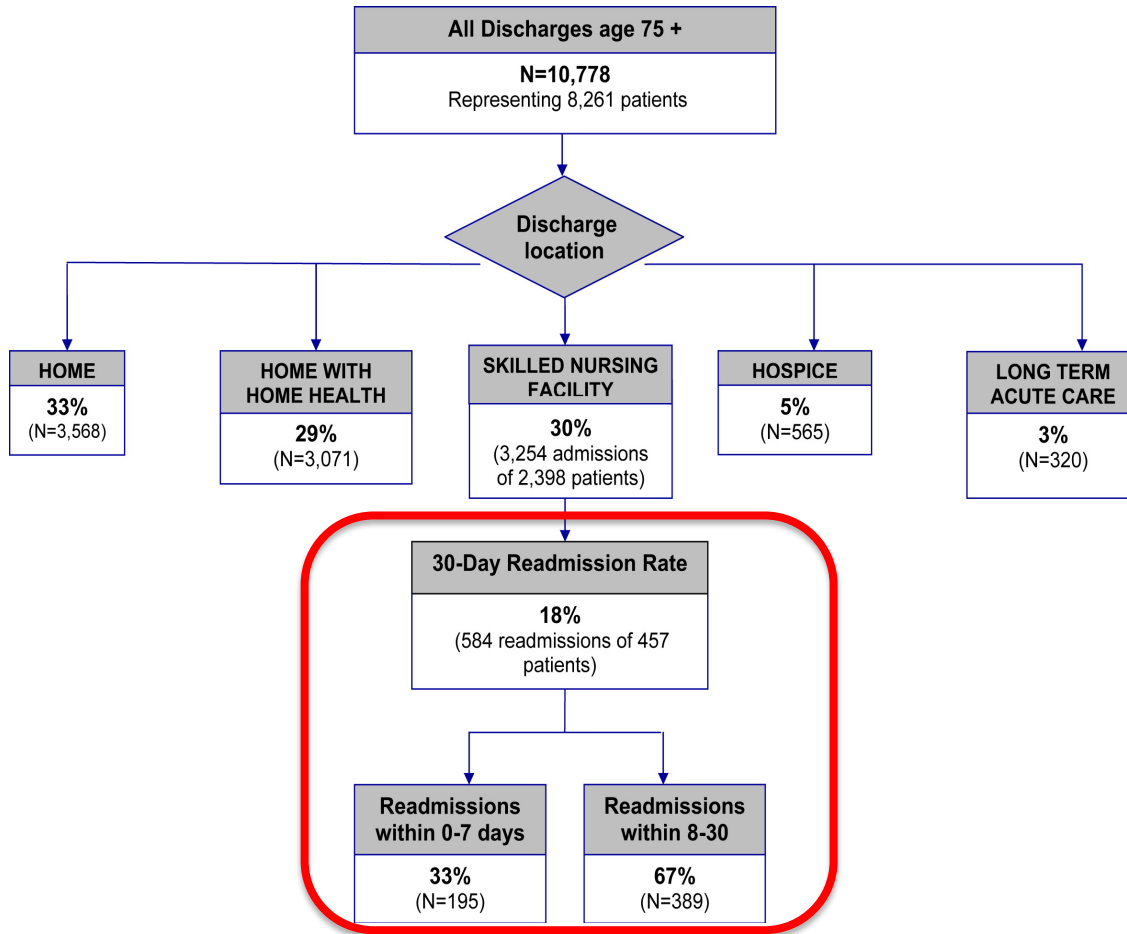 All Discharges age 75 +
N=10,778
Representing 8,261 patients
Discharge
location
HOME
33%
(N=3,568)
HOME WITH
HOME HEALTH
29%
(N=3,071)
SKILLED NURSING
FACILITY
30%
(3,254 admissions
of 2,398 patients)
HOSPICE
5%
(N=565)
LONG TERM
ACUTE CARE
3%
(N=320)
30-Day Readmission Rate
18%
(584 readmissions of 457
patients)
Readmissions
within 0-7 days
33%
(N=195)
Readmissions
within 8-30
67%
(N=389)